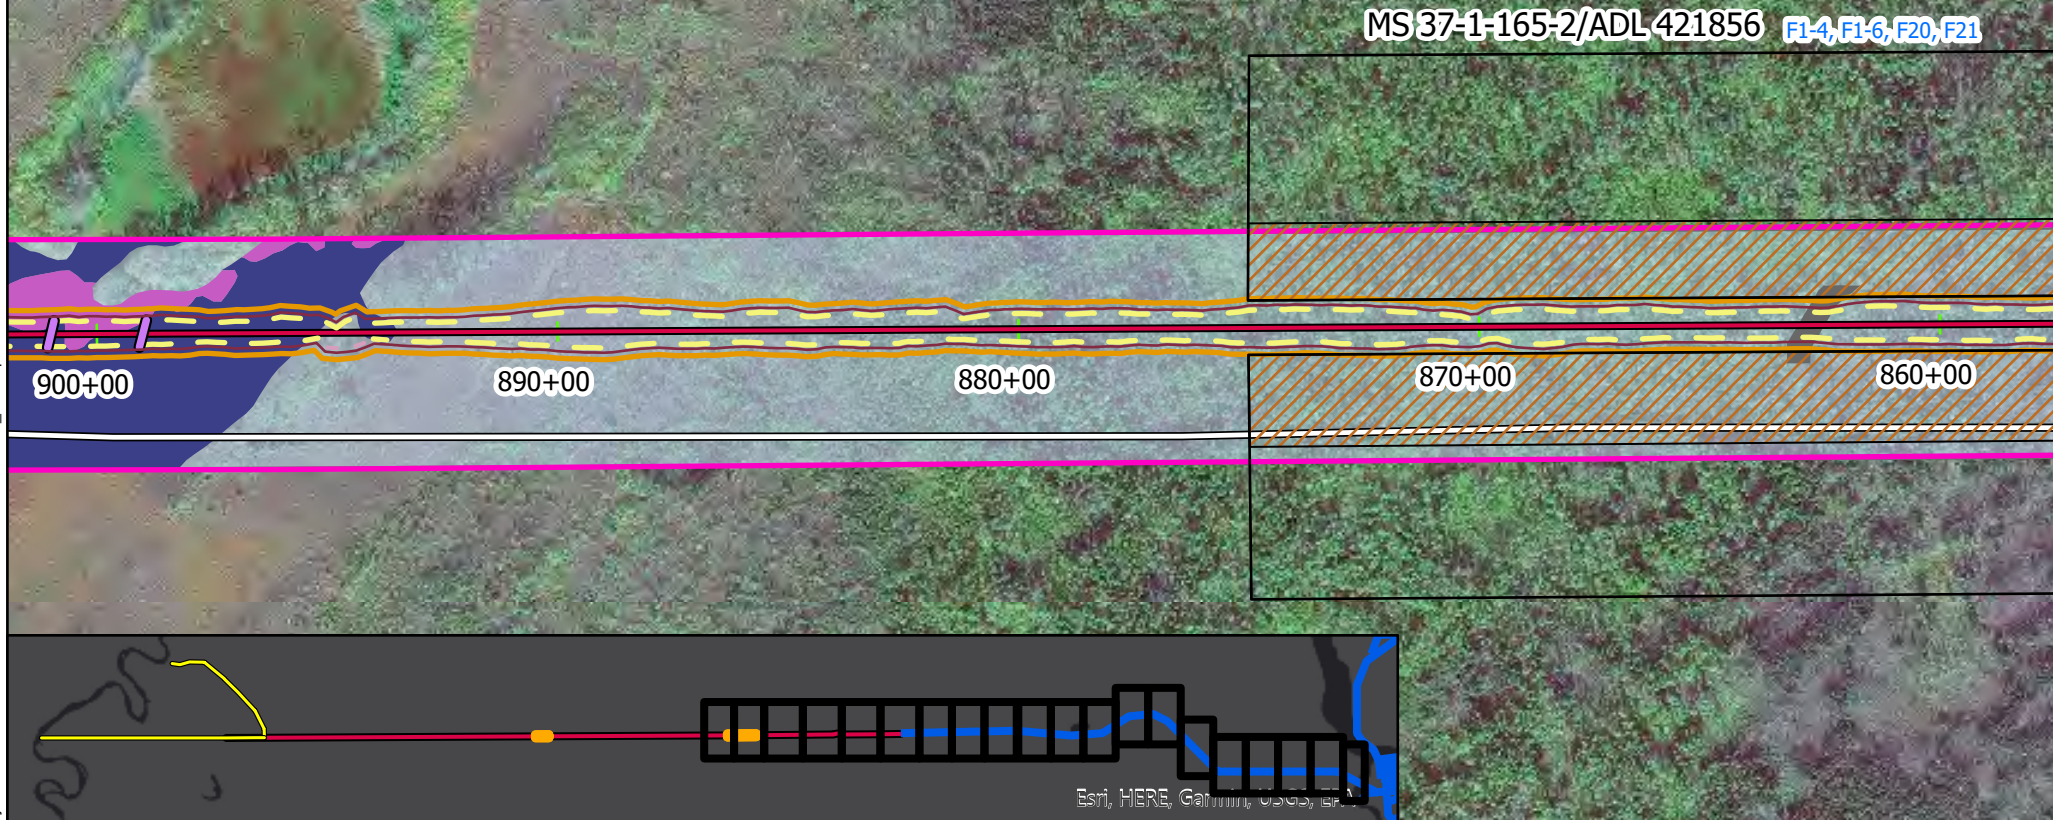 MS 37-1-165-2/ADL 421856 F1-4, F1-6, F20, F21
900+00 890+00 880+00 870+00 860+00
Esri, HERE, Garmin, USGS, EPA